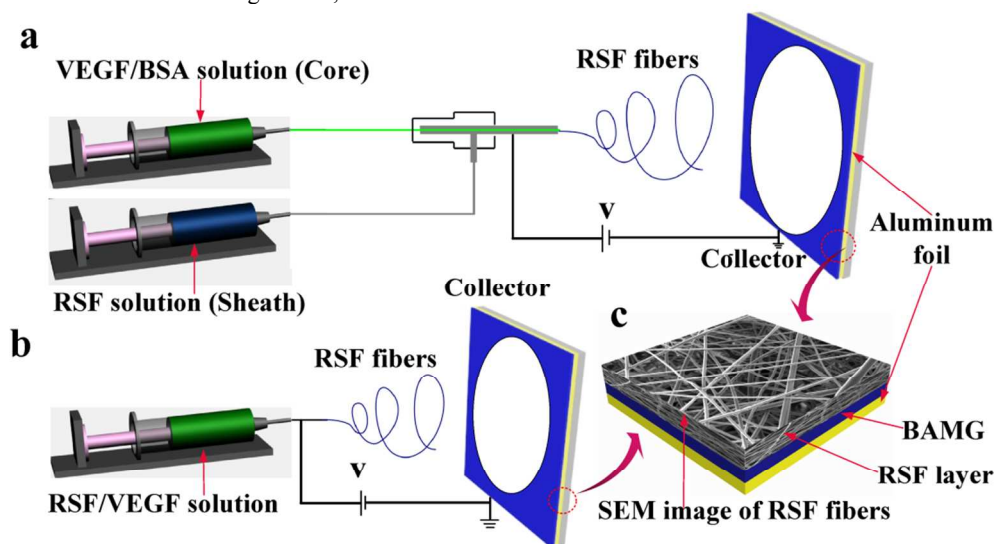 a
VEGF/BSA solution (Core)
RSF fibers
V
Collector
Aluminum
foil
RSF solution (Sheath)
b
Collector
RSF fibers
V
RSF/VEGF solution
c
BAMG
RSF layer
SEM image of RSF fibers